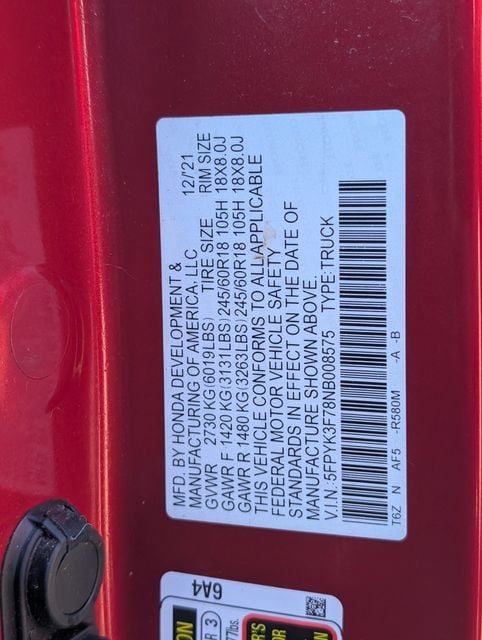 MFD. BY HONDA DEVELOPMENT &
MANUFACTURING OF AMERICA, LLC. 12/'21
GVWR 2730 KG(6019LBS) TIRE SIZE RIM SIZE
GAWR F 1420 KG(3131LBS) 245/60R18 105H 18X8.0J
GAWR R 1480 KG(3263LBS) 245/60R18 105H 18X8.0J
THIS VEHICLE CONFORMS TO ALL APPLICABLE
FEDERAL MOTOR VEHICLE SAFETY
STANDARDS IN EFFECT ON THE DATE OF
MANUFACTURE SHOWN ABOVE.
V.I.N.:5FPYK3F78NB008575 TYPE:TRUCK
T6Z N AF5 -R580M -A -B
6A4